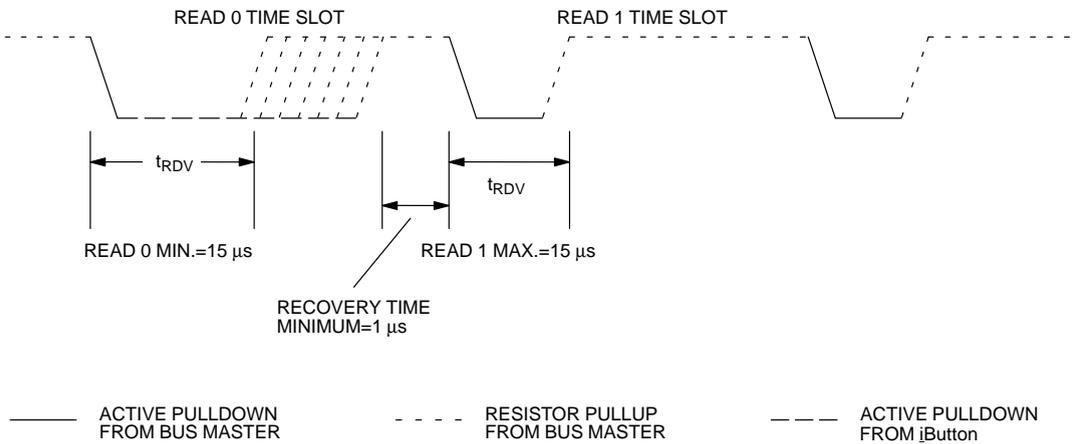 READ 0 TIME SLOT
READ 1 TIME SLOT
tRDV
tRDV
READ 0 MIN.=15 μs
READ 1 MAX.=15 μs
RECOVERY TIME
MINIMUM=1 μs
ACTIVE PULLDOWN
FROM BUS MASTER
RESISTOR PULLUP
FROM BUS MASTER
ACTIVE PULLDOWN
FROM iButton